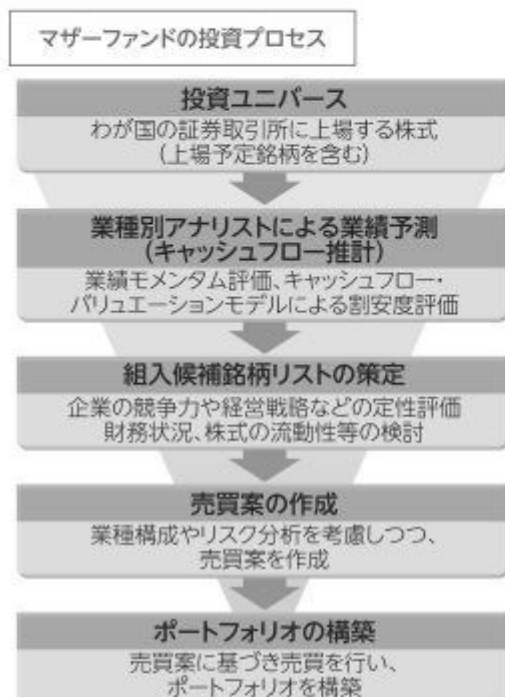 マザーファンドの投資プロセス
投資ユニバース
わが国の証券取引所に上場する株式
(上場予定銘柄を含む)
業種別アナリストによる業績予測
(キャッシュフロー推計)
業績モメンタム評価、キャッシュフロー・
バリュエーションモデルによる割安度評価
組入候補銘柄リストの策定
企業の競争力や経営戦略などの定性評価
財務状況、株式の流動性等の検討
売買案の作成
業種構成やリスク分析を考慮しつつ、
売買案を作成
ポートフォリオの構築
売買案に基づき売買を行い、
ポートフォリオを構築